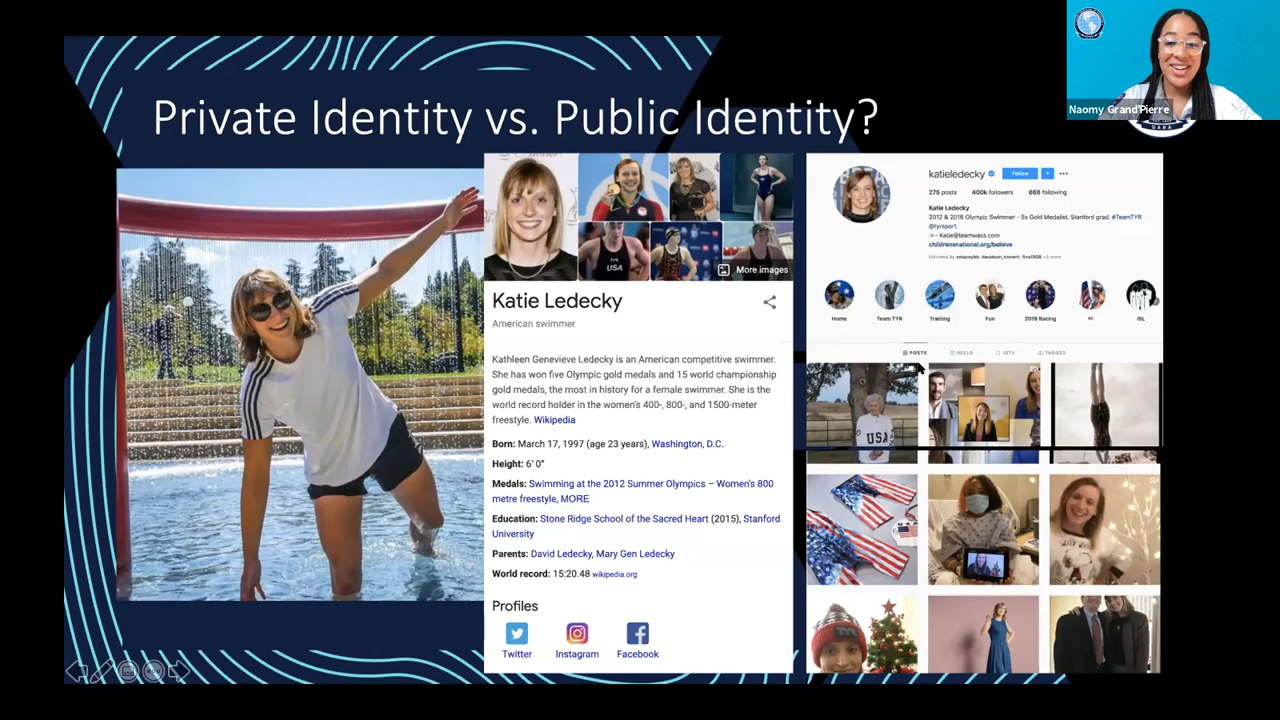 Private Identity vs. Public Identity?
Naomy Grand'Pierre
More images
Katie Ledecky
American swimmer
Kathleen Genevieve Ledecky is an American competitive swimmer.
She has won five Olympic gold medals and 15 world championship
gold medals, the most in history for a female swimmer. She is the
world record holder in the women's 400-, 800-, and 1500-meter
freestyle. Wikipedia
Born: March 17, 1997 (age 23 years), Washington, D.C.
Height: 6′ 0″
Medals: Swimming at the 2012 Summer Olympics – Women's 800
metre freestyle, MORE
Education: Stone Ridge School of the Sacred Heart (2015), Stanford
University
Parents: David Ledecky, Mary Gen Ledecky
World record: 15:20.48 wikipedia.org
Profiles
Twitter Instagram Facebook
katieledecky Follow
275 posts 400k followers 666 following
Katie Ledecky
2012 & 2016 Olympic Swimmer - 5x Gold Medalist. Stanford grad. #TeamTYR
@tyrsport.
- Katie@teamwass.com
childrensnational.org/believe
Home Team TYR Training Fun 2019 Racing ISL
POSTS REELS IGTV TAGGED
USA
USA
TYR